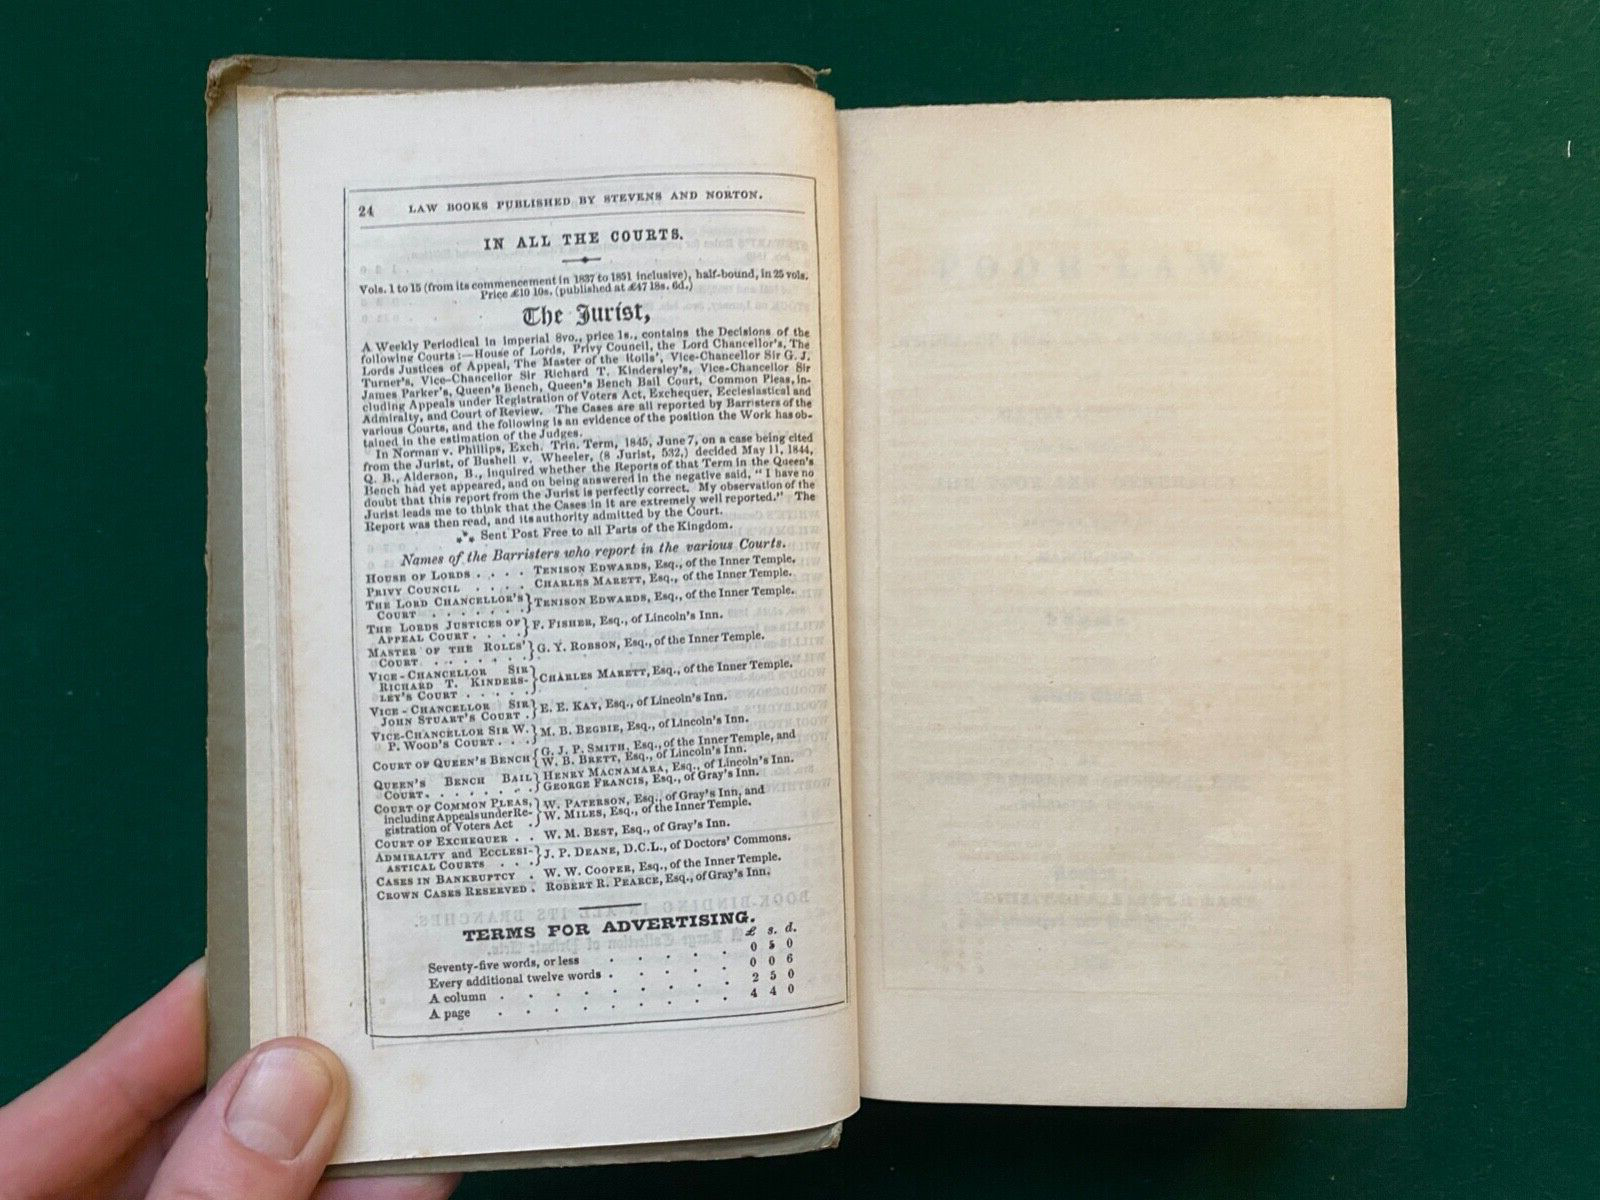 24 LAW BOOKS PUBLISHED BY STEVENS AND NORTON.
IN ALL THE COURTS.
Vols. 1 to 15 (from its commencement in 1837 to 1851 inclusive), half-bound, in 25 vols.
Price £10 10s. (published at £47 18s. 6d.)
The Jurist,
A Weekly Periodical in Imperial 8vo., price 1s., contains the Decisions of the
following Courts:—House of Lords, Privy Council, the Lord Chancellor's, The
Lords Justices of Appeal, The Master of the Rolls', Vice-Chancellor Sir G. J.
Turner's, Vice-Chancellor Sir Richard T. Kindersley's, Vice-Chancellor Sir
James Parker's, Queen's Bench, Queen's Bench Bail Court, Common Pleas, in-
cluding Appeals under Registration of Voters Act, Exchequer, Ecclesiastical and
Admiralty, and Court of Review. The Cases are all reported by Barristers of the
various Courts, and the following is an evidence of the position the Work has ob-
tained in the estimation of the Judges.
In Norman v. Phillips, Exch. Trin. Term, 1845, June 7, on a case being cited
from the Jurist, of Bushell v. Wheeler, (8 Jurist, 532,) decided May 11, 1844,
Q. B., Alderson, B., inquired whether the Reports of that Term in the Queen's
Bench had yet appeared, and on being answered in the negative said, "I have no
doubt that this report from the Jurist is perfectly correct. My observation of the
Jurist leads me to think that the Cases in it are extremely well reported." The
Report was then read, and its authority admitted by the Court.
*** Sent Post Free to all Parts of the Kingdom.
Names of the Barristers who report in the various Courts.
HOUSE OF LORDS . . . . TENISON EDWARDS, Esq., of the Inner Temple.
PRIVY COUNCIL . . . . CHARLES MARETT, Esq., of the Inner Temple.
THE LORD CHANCELLOR'S
COURT . . . . . . . } TENISON EDWARDS, Esq., of the Inner Temple.
THE LORDS JUSTICES OF
APPEAL COURT . . . . } F. FISHER, Esq., of Lincoln's Inn.
MASTER OF THE ROLLS'
COURT . . . . . . } G. Y. ROBSON, Esq., of the Inner Temple.
VICE-CHANCELLOR SIR
RICHARD T. KINDERS-
LEY'S COURT . . . . . } CHARLES MARETT, Esq., of the Inner Temple.
VICE-CHANCELLOR SIR
JOHN STUART'S COURT . } E. E. KAY, Esq., of Lincoln's Inn.
VICE-CHANCELLOR SIR W.
P. WOOD'S COURT . . . } M. B. BEGBIE, Esq., of Lincoln's Inn.
COURT OF QUEEN'S BENCH { G. J. P. SMITH, Esq., of the Inner Temple, and
W. B. BRETT, Esq., of Lincoln's Inn.
QUEEN'S BENCH BAIL } HENRY MACNAMARA, Esq., of Lincoln's Inn.
COURT. . . . . . . . } GEORGE FRANCIS, Esq., of Gray's Inn.
COURT OF COMMON PLEAS,
including Appeals under Re- } W. PATERSON, Esq., of Gray's Inn, and
gistration of Voters Act . } W. MILES, Esq., of the Inner Temple.
COURT OF EXCHEQUER . . W. M. BEST, Esq., of Gray's Inn.
ADMIRALTY and ECCLESI-
ASTICAL COURTS . . . } J. P. DEANE, D.C.L., of Doctors' Commons.
CASES IN BANKRUPTCY . W. W. COOPER, Esq., of the Inner Temple.
CROWN CASES RESERVED . ROBERT R. PEARCE, Esq., of Gray's Inn.
TERMS FOR ADVERTISING.
£ s. d.
Seventy-five words, or less . . . . . 0 5 0
Every additional twelve words . . . . . 0 0 6
A column . . . . . . . . 2 5 0
A page . . . . . . . . 4 4 0